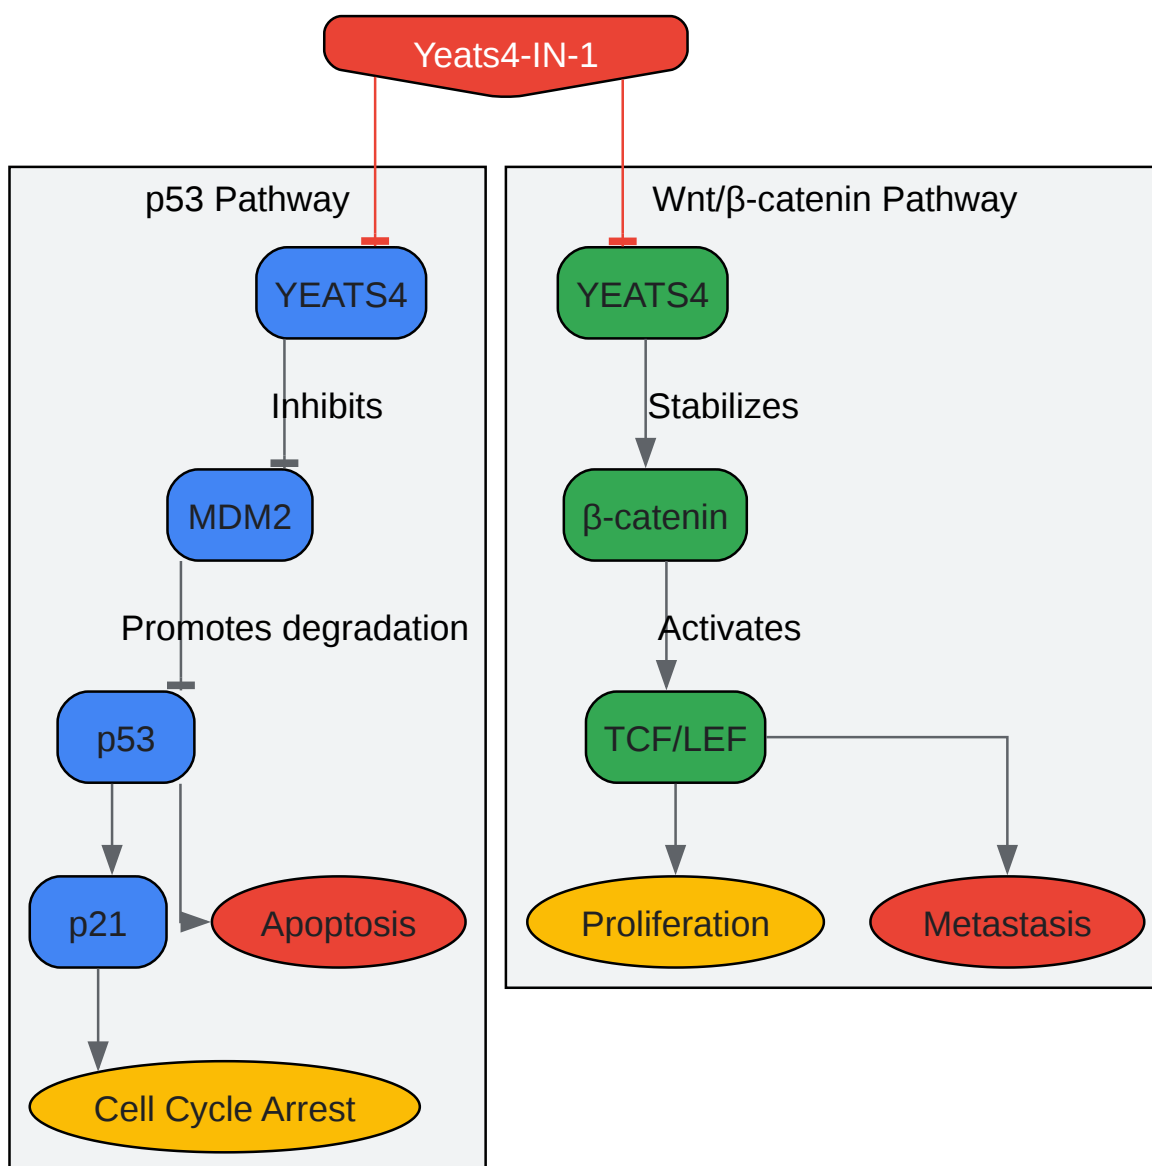 Yeats4-IN-1
p53 Pathway
YEATS4
Inhibits
MDM2
Promotes degradation
p53
p21
Apoptosis
Cell Cycle Arrest
Wnt/β-catenin Pathway
YEATS4
Stabilizes
β-catenin
Activates
TCF/LEF
Proliferation
Metastasis